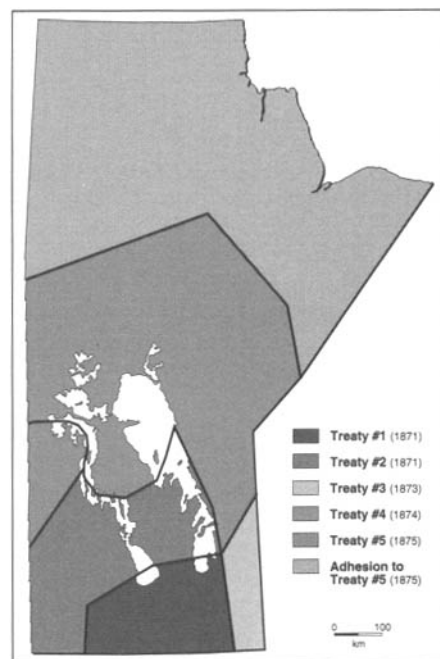 Treaty #1 (1871)
Treaty #2 (1871)
Treaty #3 (1873)
Treaty #4 (1874)
Treaty #5 (1875)
Adhesion to
Treaty #5 (1875)
0 100
km